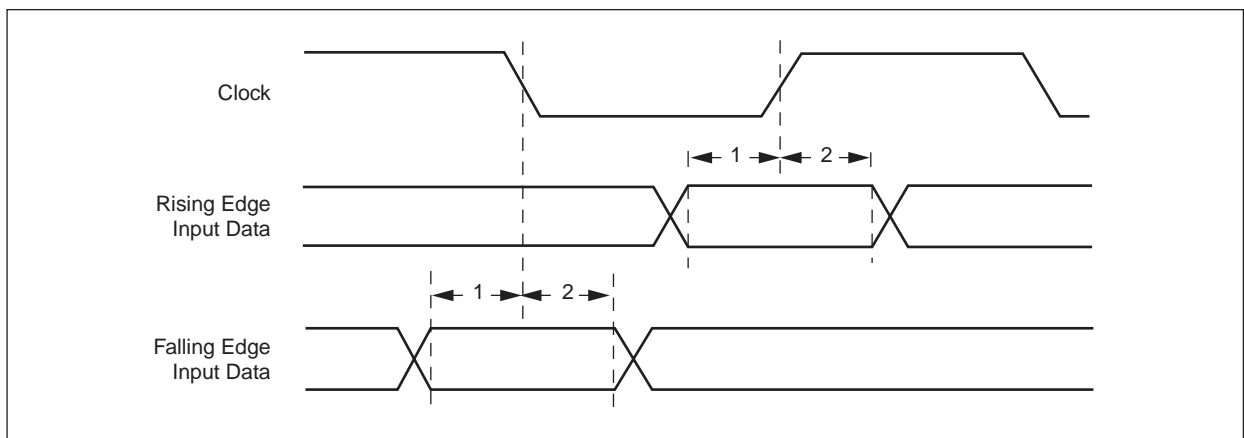 Clock
1
2
Rising Edge
Input Data
1
2
Falling Edge
Input Data